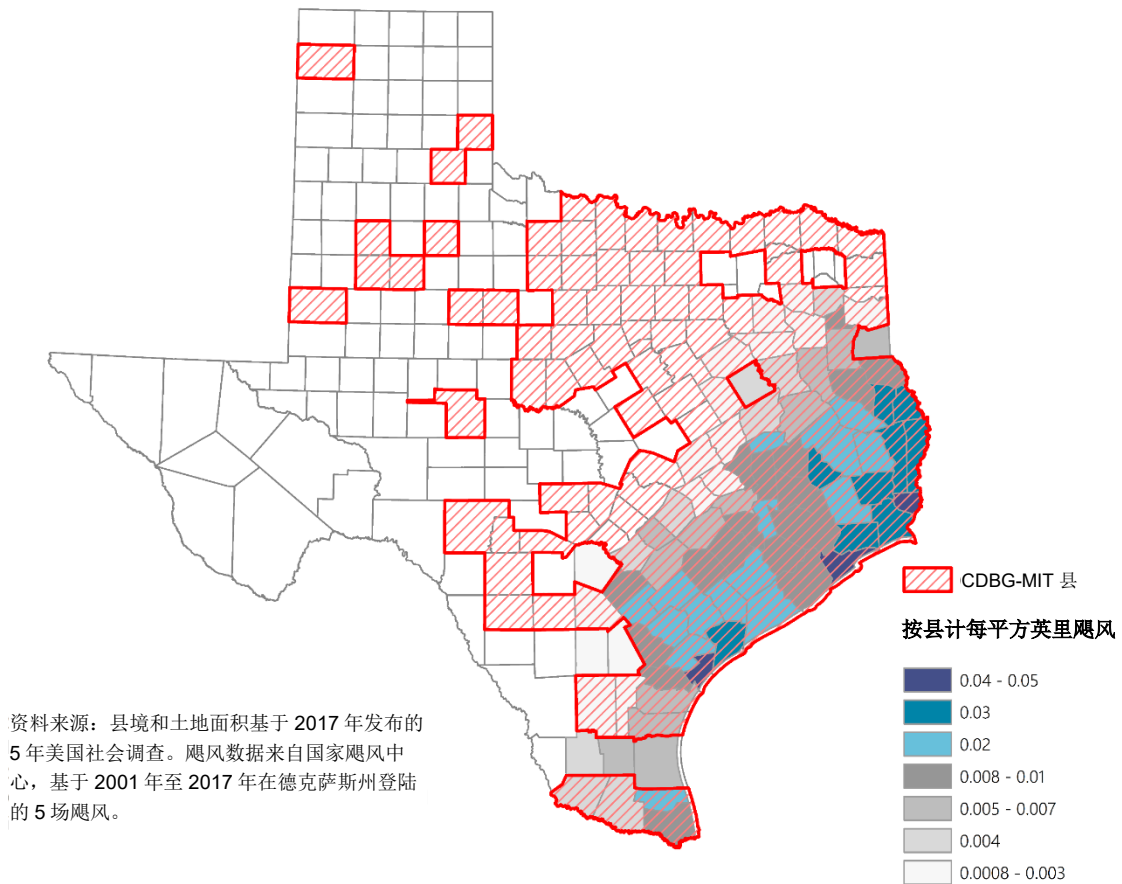 CDBG-MIT 县
按县计每平方英里飓风
0.04 - 0.05
0.03
0.02
0.008 - 0.01
0.005 - 0.007
0.004
0.0008 - 0.003
资料来源：县境和土地面积基于 2017 年发布的
5 年美国社会调查。飓风数据来自国家飓风中
心，基于 2001 年至 2017 年在德克萨斯州登陆
的 5 场飓风。